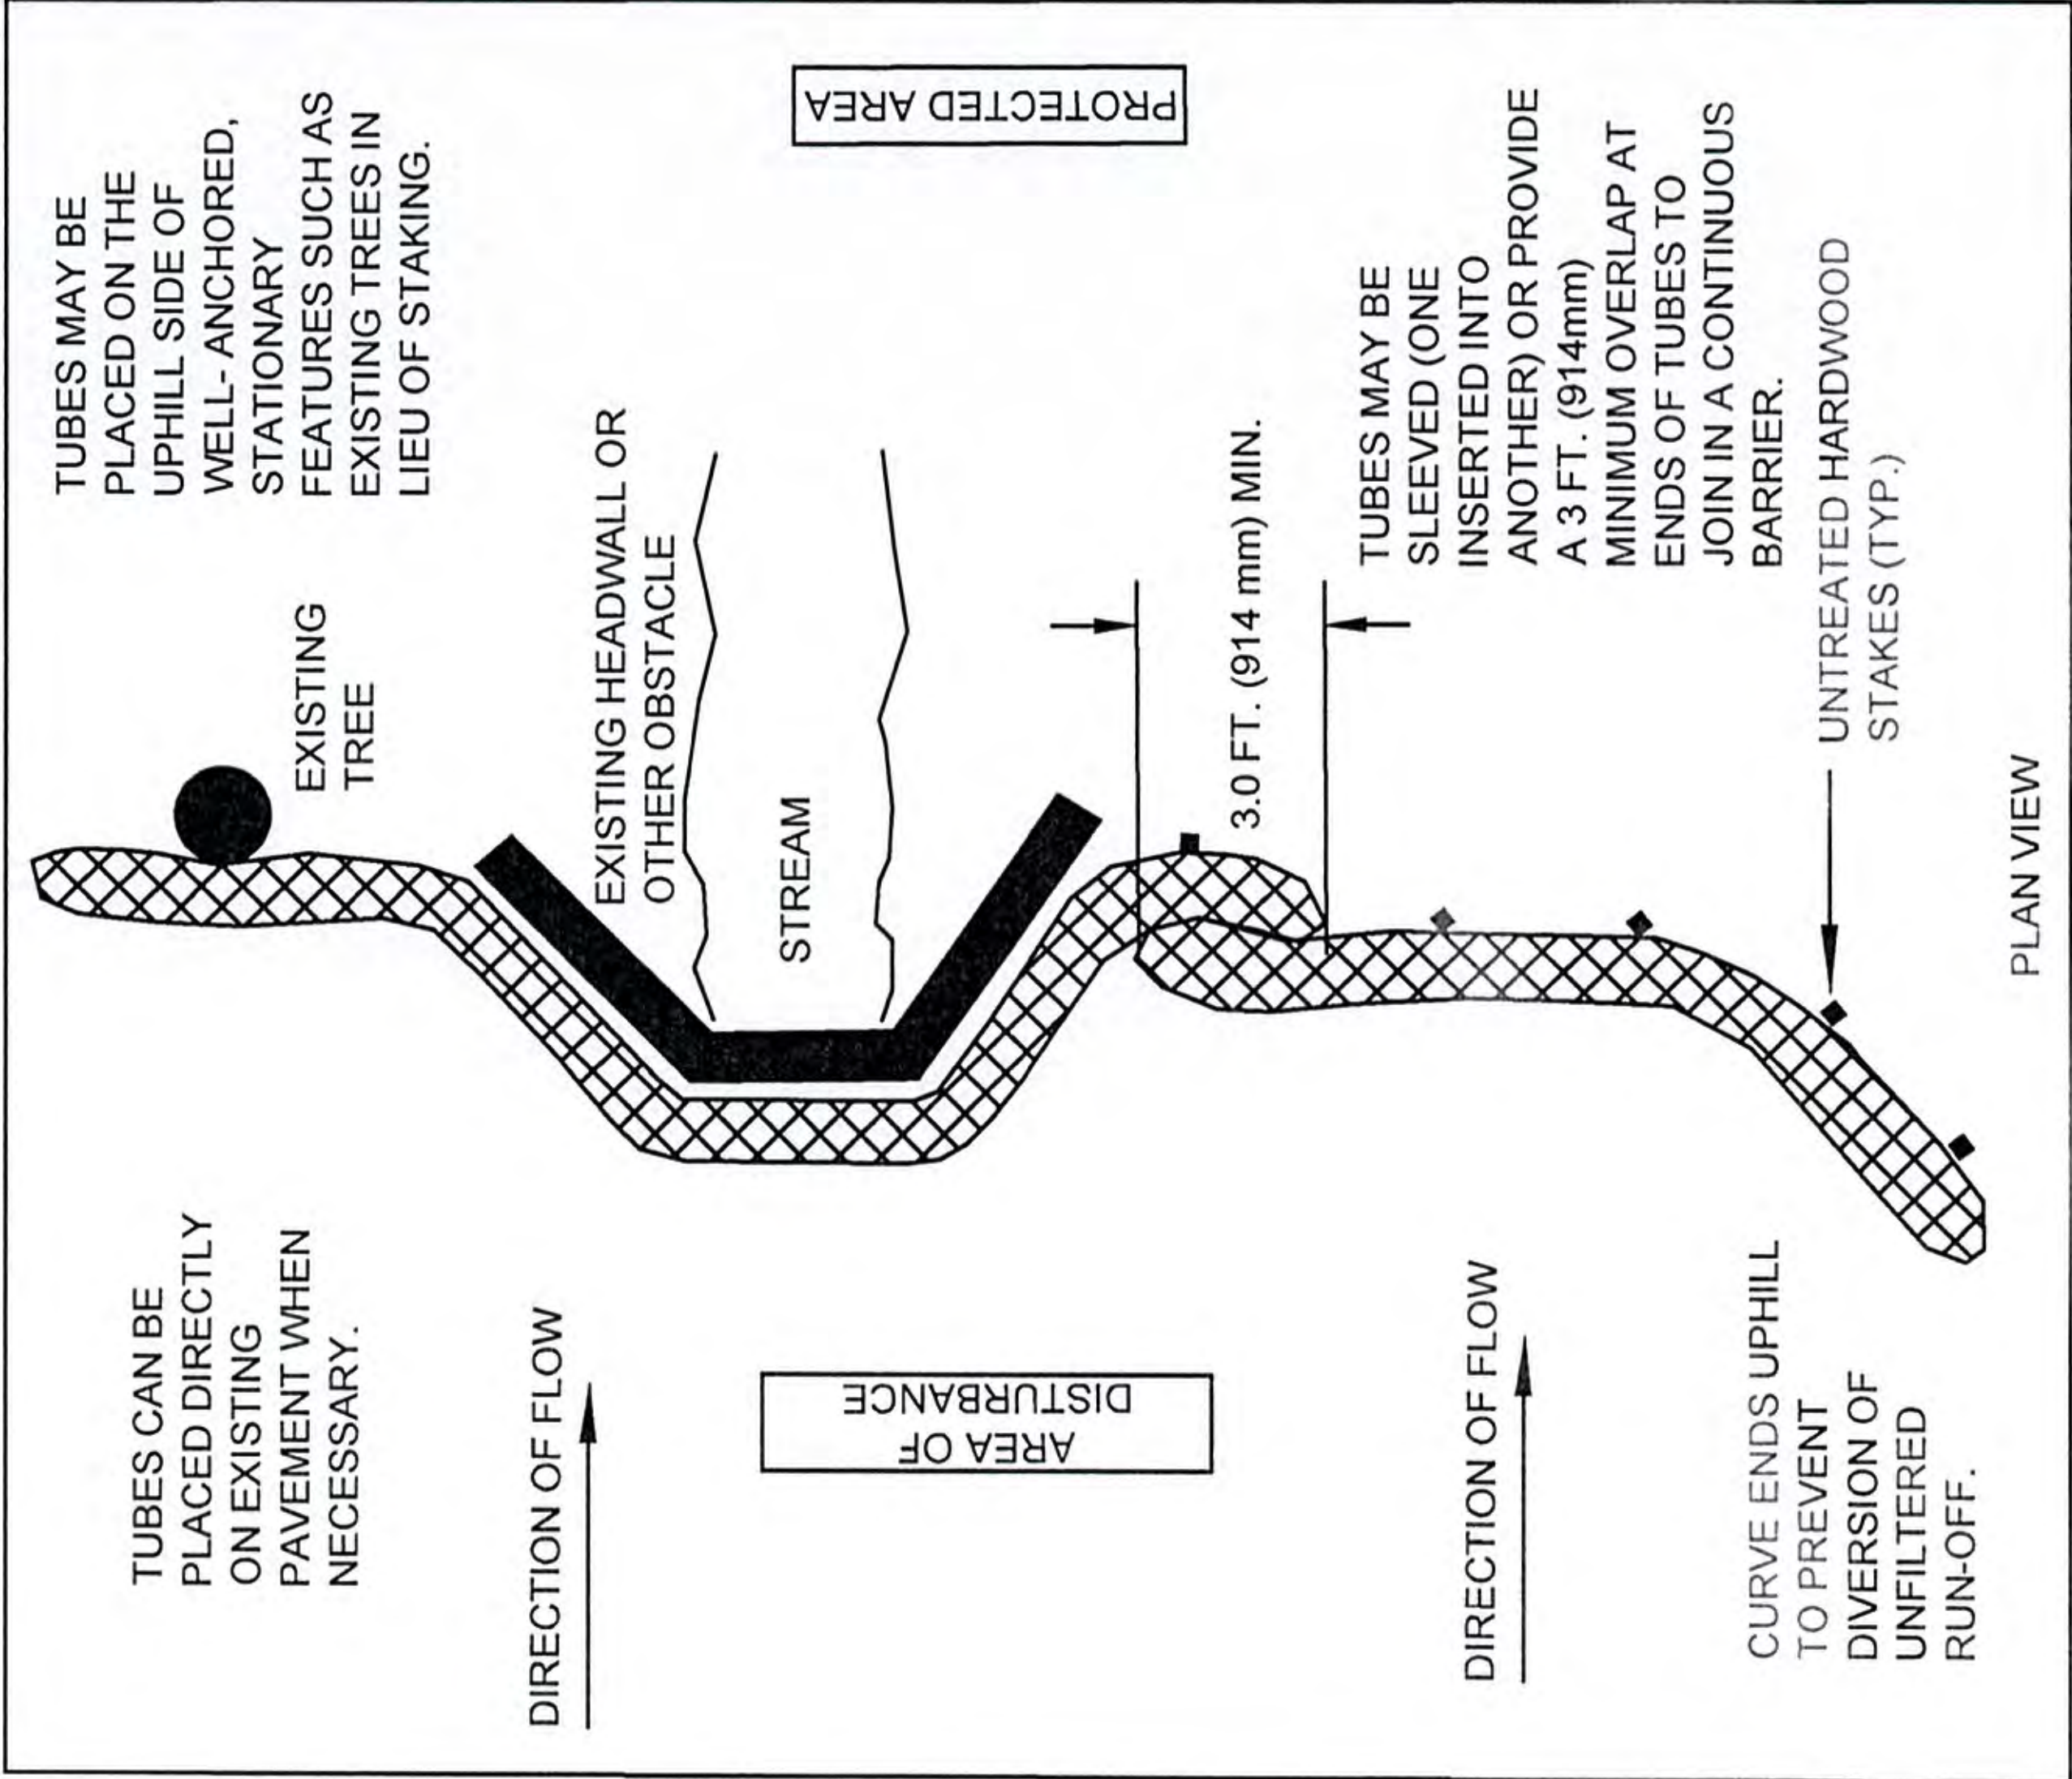 TUBES CAN BE
PLACED DIRECTLY
ON EXISTING
PAVEMENT WHEN
NECESSARY.
TUBES MAY BE
PLACED ON THE
UPHILL SIDE OF
WELL- ANCHORED,
STATIONARY
FEATURES SUCH AS
EXISTING TREES IN
LIEU OF STAKING.
EXISTING
TREE
DIRECTION OF FLOW
EXISTING HEADWALL OR
OTHER OBSTACLE
STREAM
AREA OF
DISTURBANCE
PROTECTED AREA
3.0 FT. (914 mm) MIN.
TUBES MAY BE
SLEEVED (ONE
INSERTED INTO
ANOTHER) OR PROVIDE
A 3 FT. (914mm)
MINIMUM OVERLAP AT
ENDS OF TUBES TO
JOIN IN A CONTINUOUS
BARRIER.
DIRECTION OF FLOW
CURVE ENDS UPHILL
TO PREVENT
DIVERSION OF
UNFILTERED
RUN-OFF.
UNTREATED HARDWOOD
STAKES (TYP.)
PLAN VIEW